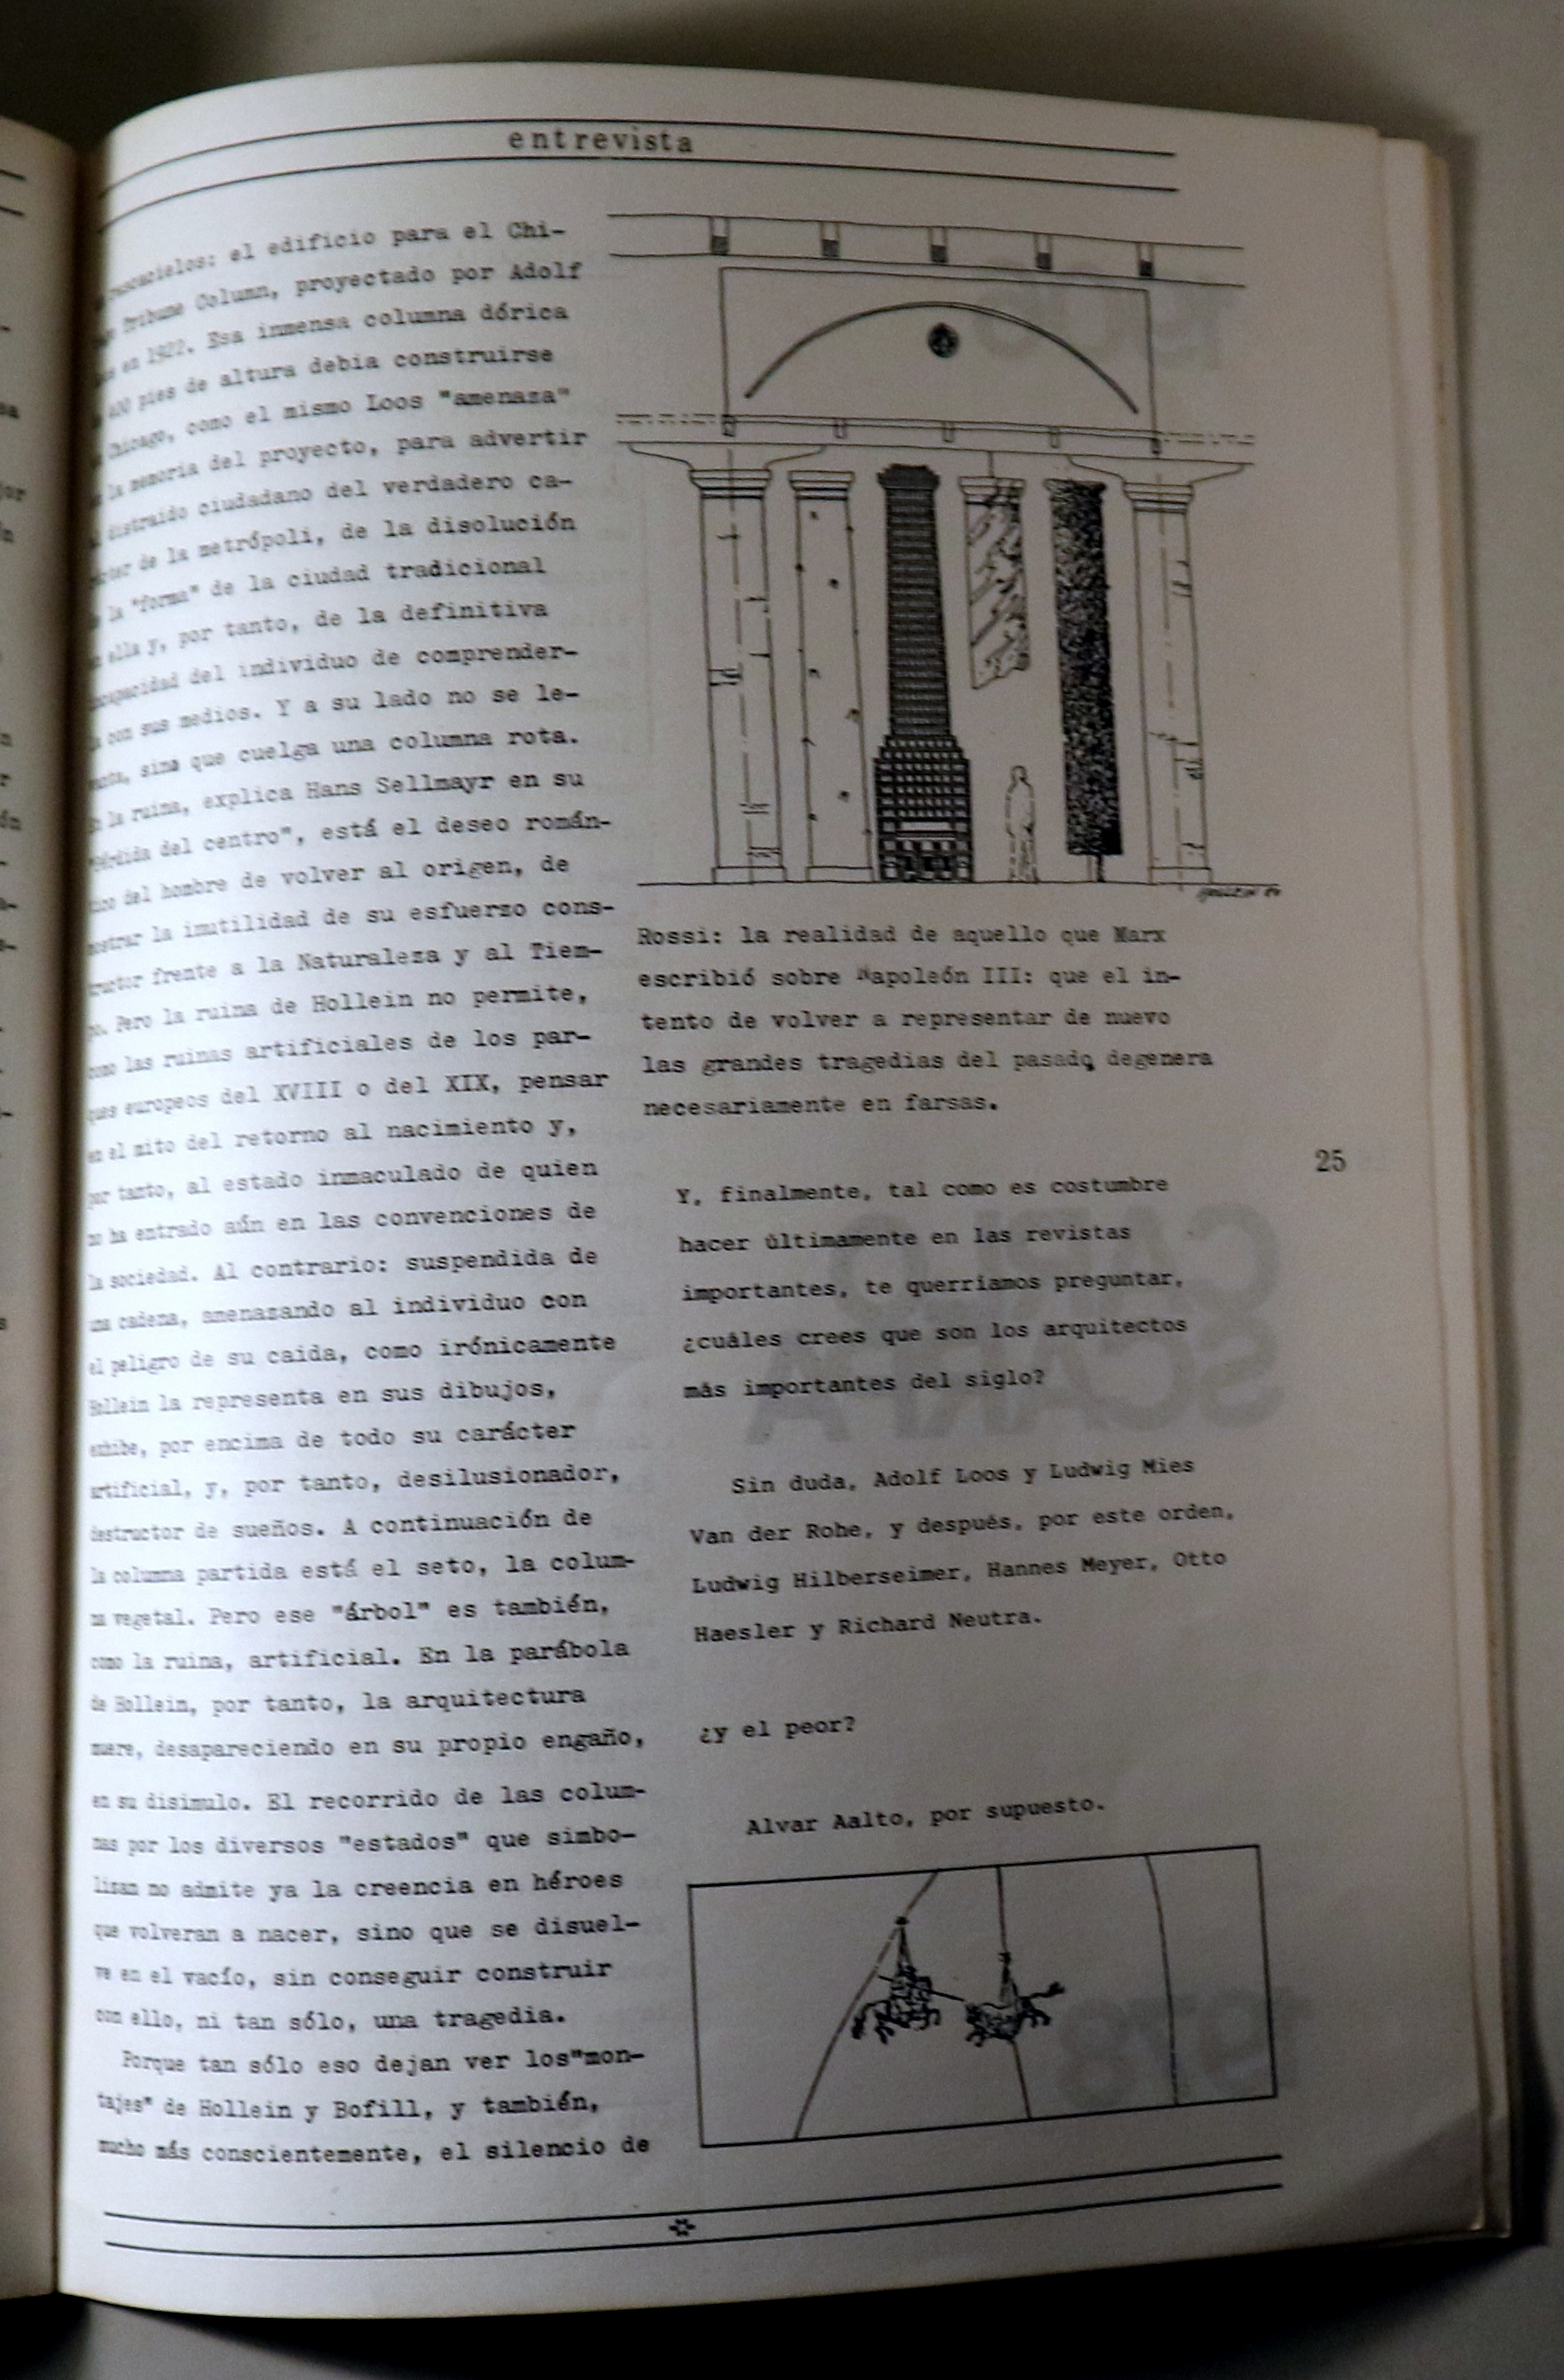 entrevista
rascacielos: el edificio para el Chi-
Tribune Column, proyectado por Adolf
en 1922. Esa inmensa columna dórica
400 pies de altura debia construirse
Chicago, como el mismo Loos "amenaza"
la memoria del proyecto, para advertir
distraido ciudadano del verdadero ca-
de la metrópoli, de la disolución
la "forma" de la ciudad tradicional
ella y, por tanto, de la definitiva
incapacidad del individuo de comprender-
con sus medios. Y a su lado no se le-
vanta, sino que cuelga una columna rota.
la ruina, explica Hans Sellmayr en su
"Pérdida del centro", está el deseo román-
tico del hombre de volver al origen, de
mostrar la inutilidad de su esfuerzo cons-
tructor frente a la Naturaleza y al Tiem-
po. Pero la ruina de Hollein no permite,
como las ruinas artificiales de los par-
ques europeos del XVIII o del XIX, pensar
en el mito del retorno al nacimiento y,
por tanto, al estado inmaculado de quien
no ha entrado aún en las convenciones de
la sociedad. Al contrario: suspendida de
una cadena, amenazando al individuo con
el peligro de su caida, como irónicamente
Hollein la representa en sus dibujos,
exhibe, por encima de todo su carácter
artificial, y, por tanto, desilusionador,
destructor de sueños. A continuación de
la columna partida está el seto, la colum-
na vegetal. Pero ese "árbol" es también,
como la ruina, artificial. En la parábola
de Hollein, por tanto, la arquitectura
muere, desapareciendo en su propio engaño,
en su disimulo. El recorrido de las colum-
nas por los diversos "estados" que simbo-
lizan no admite ya la creencia en héroes
que volveran a nacer, sino que se disuel-
ve en el vacío, sin conseguir construir
con ello, ni tan sólo, una tragedia.
Porque tan sólo eso dejan ver los"mon-
tajes" de Hollein y Bofill, y también,
mucho más conscientemente, el silencio de
Rossi: la realidad de aquello que Marx
escribió sobre Napoleón III: que el in-
tento de volver a representar de nuevo
las grandes tragedias del pasado, degenera
necesariamente en farsas.
25
Y, finalmente, tal como es costumbre
hacer últimamente en las revistas
importantes, te querriamos preguntar,
¿cuáles crees que son los arquitectos
más importantes del siglo?
Sin duda, Adolf Loos y Ludwig Mies
Van der Rohe, y después, por este orden,
Ludwig Hilberseimer, Hannes Meyer, Otto
Haesler y Richard Neutra.
¿y el peor?
Alvar Aalto, por supuesto.